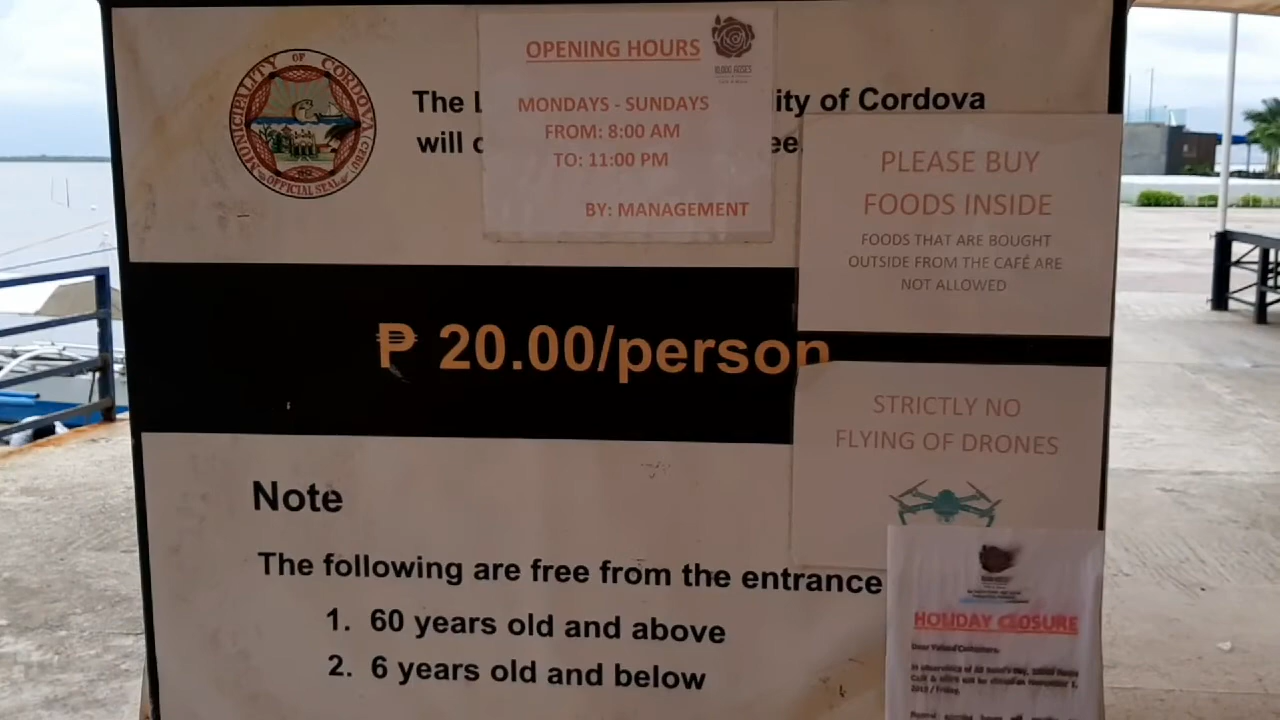 MUNICIPALITY OF CORDOVA (CEBU)
OFFICIAL SEAL
The L
ity of Cordova
will c
ee.
OPENING HOURS
10,000 ROSES
MONDAYS - SUNDAYS
FROM: 8:00 AM
TO: 11:00 PM
BY: MANAGEMENT
PLEASE BUY
FOODS INSIDE
FOODS THAT ARE BOUGHT
OUTSIDE FROM THE CAFÉ ARE
NOT ALLOWED
₱ 20.00/person
STRICTLY NO
FLYING OF DRONES
Note
The following are free from the entrance
1. 60 years old and above
2. 6 years old and below
HOLIDAY CLOSURE
Dear Valued Customers,